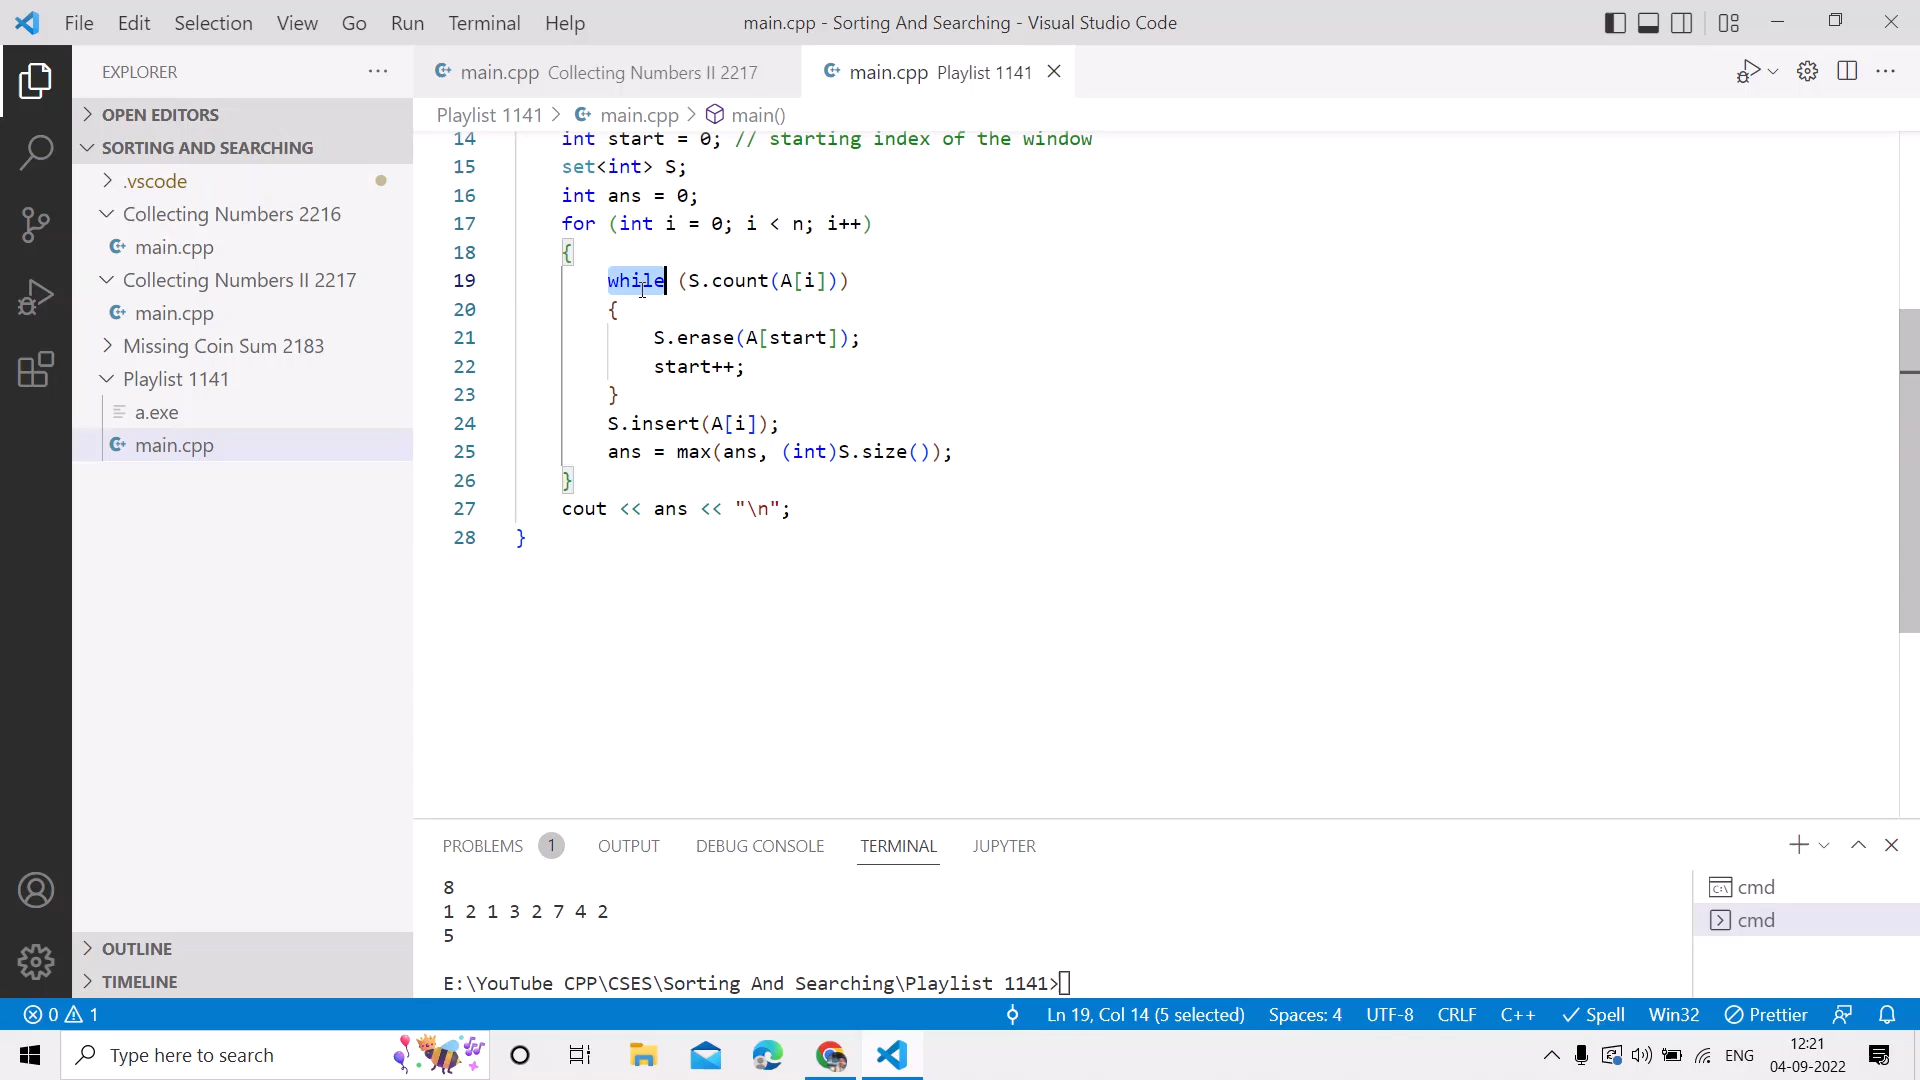 File Edit Selection View Go Run Terminal Help
main.cpp - Sorting And Searching - Visual Studio Code
EXPLORER
OPEN EDITORS
SORTING AND SEARCHING
.vscode
Collecting Numbers 2216
main.cpp
Collecting Numbers II 2217
main.cpp
Missing Coin Sum 2183
Playlist 1141
a.exe
main.cpp
OUTLINE
TIMELINE
main.cpp Collecting Numbers II 2217
main.cpp Playlist 1141
Playlist 1141 > main.cpp > main()
14 int start = 0; // starting index of the window
15 set<int> S;
16 int ans = 0;
17 for (int i = 0; i < n; i++)
18 {
19 while (S.count(A[i]))
20 {
21 S.erase(A[start]);
22 start++;
23 }
24 S.insert(A[i]);
25 ans = max(ans, (int)S.size());
26 }
27 cout << ans << "\n";
28 }
PROBLEMS 1 OUTPUT DEBUG CONSOLE TERMINAL JUPYTER
8
1 2 1 3 2 7 4 2
5
E:\YouTube CPP\CSES\Sorting And Searching\Playlist 1141>
cmd
cmd
0 1
Ln 19, Col 14 (5 selected) Spaces: 4 UTF-8 CRLF C++ Spell Win32 Prettier
Type here to search
ENG
12:21
04-09-2022